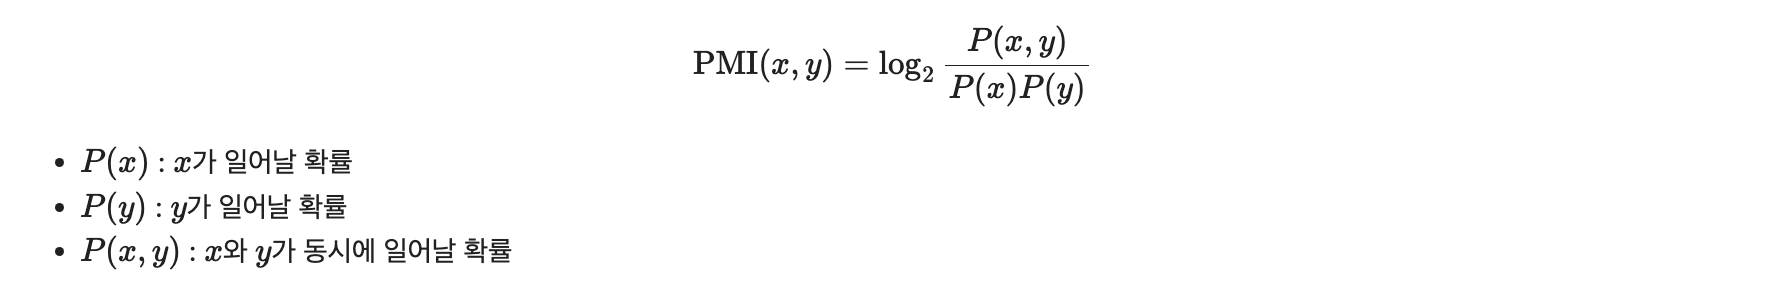 PMI(x, y) = log₂ P(x, y) / P(x)P(y)
• P(x) : x가 일어날 확률
• P(y) : y가 일어날 확률
• P(x, y) : x와 y가 동시에 일어날 확률